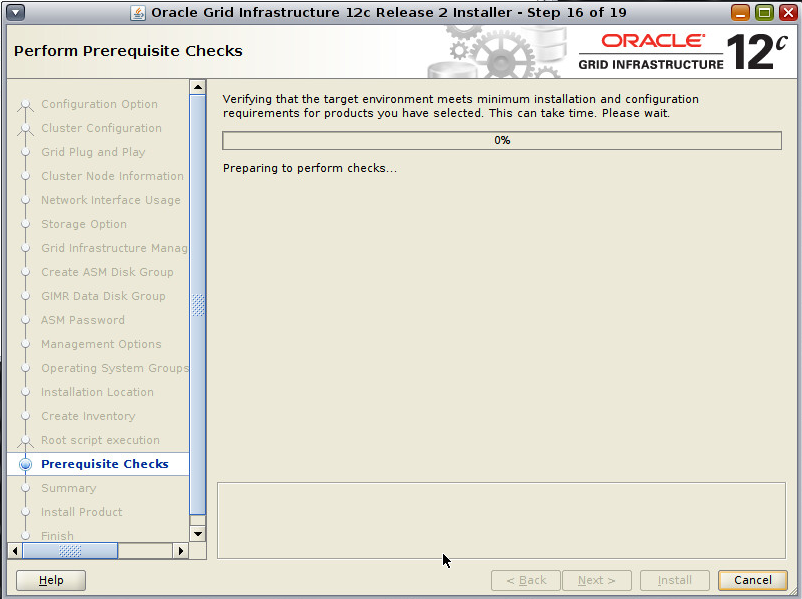 Oracle Grid Infrastructure 12c Release 2 Installer - Step 16 of 19
Perform Prerequisite Checks
ORACLE
GRID INFRASTRUCTURE
12c
Configuration Option
Cluster Configuration
Grid Plug and Play
Cluster Node Information
Network Interface Usage
Storage Option
Grid Infrastructure Manag
Create ASM Disk Group
GIMR Data Disk Group
ASM Password
Management Options
Operating System Groups
Installation Location
Create Inventory
Root script execution
Prerequisite Checks
Summary
Install Product
Finish
Verifying that the target environment meets minimum installation and configuration
requirements for products you have selected. This can take time. Please wait.
0%
Preparing to perform checks...
Help
< Back
Next >
Install
Cancel